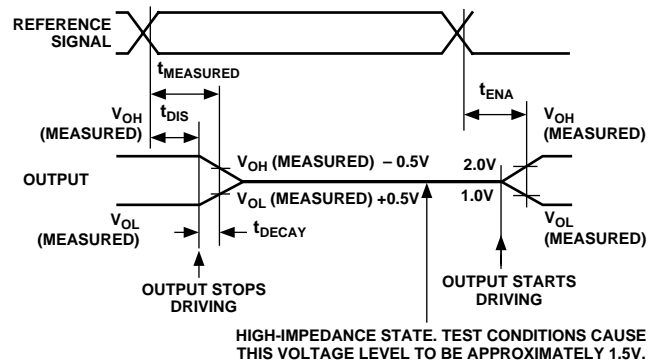 REFERENCE
SIGNAL
tMEASURED
tENA
VOH
(MEASURED)
tDIS
VOH
(MEASURED)
VOH (MEASURED) – 0.5V
2.0V
OUTPUT
VOL (MEASURED) +0.5V
1.0V
VOL
(MEASURED)
tDECAY
VOL
(MEASURED)
OUTPUT STOPS
DRIVING
OUTPUT STARTS
DRIVING
HIGH-IMPEDANCE STATE. TEST CONDITIONS CAUSE
THIS VOLTAGE LEVEL TO BE APPROXIMATELY 1.5V.